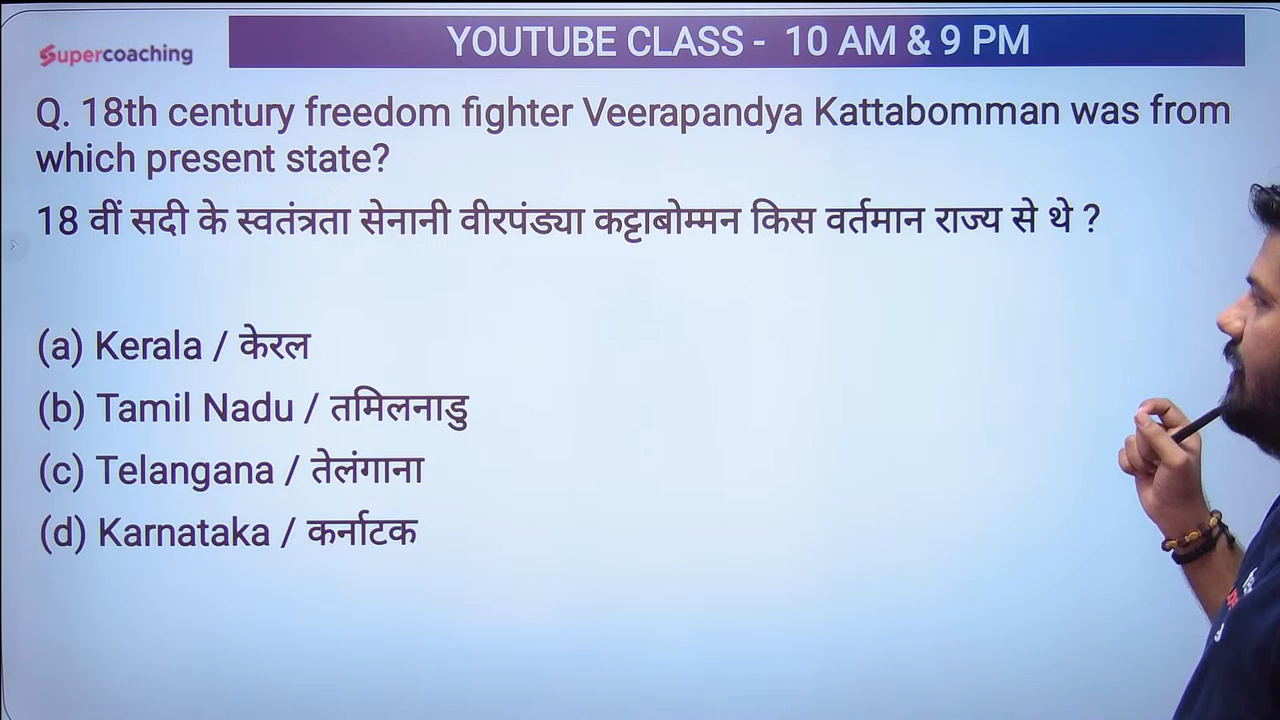 Supercoaching
YOUTUBE CLASS - 10 AM & 9 PM
Q. 18th century freedom fighter Veerapandya Kattabomman was from
which present state?
18 वीं सदी के स्वतंत्रता सेनानी वीरपंड्या कट्टाबोम्मन किस वर्तमान राज्य से थे ?
(a) Kerala / केरल
(b) Tamil Nadu / तमिलनाडु
(c) Telangana / तेलंगाना
(d) Karnataka / कर्नाटक